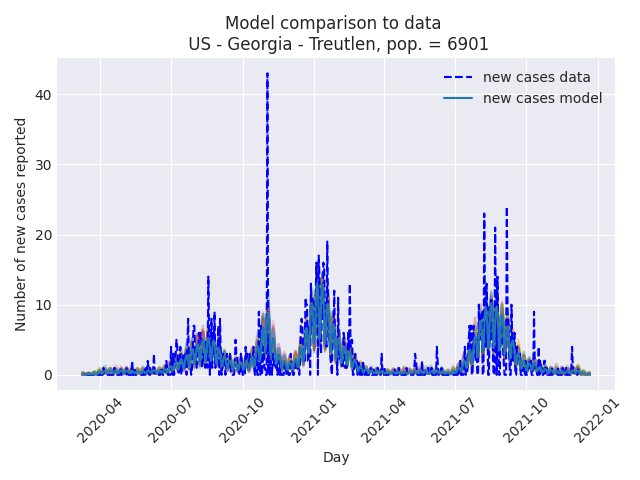 Model comparison to data
US - Georgia - Treutlen, pop. = 6901
new cases data
new cases model
Number of new cases reported
40
30
20
10
0
2020-04
2020-07
2020-10
2021-01
2021-04
2021-07
2021-10
2022-01
Day